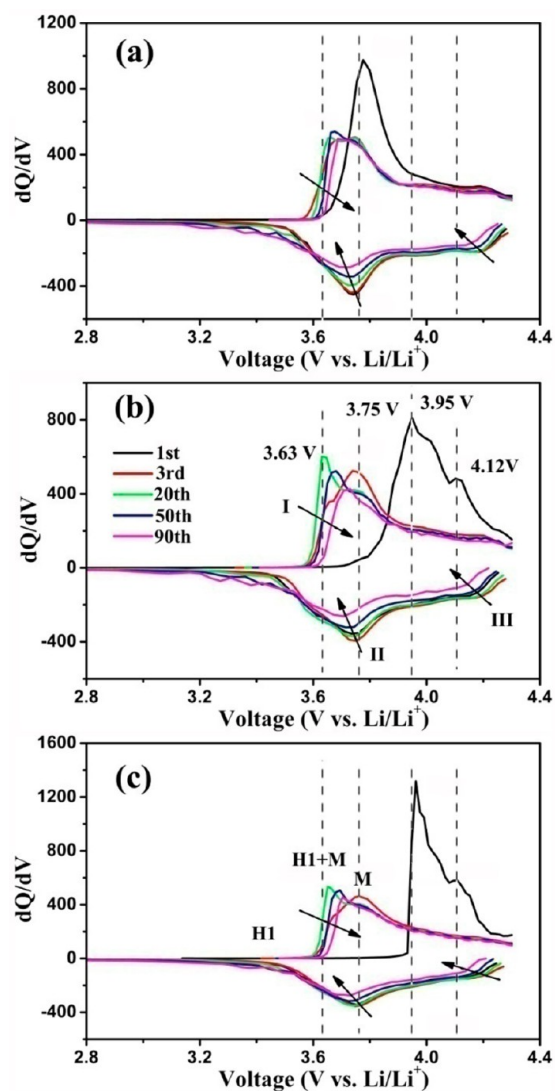 (a)
1200
800
400
0
-400
dQ/dV
2.8 3.2 3.6 4.0 4.4
Voltage (V vs. Li/Li⁺)
(b)
3.63 V
3.75 V
3.95 V
4.12V
1st
3rd
20th
50th
90th
I
II
III
800
400
0
-400
dQ/dV
2.8 3.2 3.6 4.0 4.4
Voltage (V vs. Li/Li⁺)
(c)
H1
H1+M
M
1600
1200
800
400
0
-400
dQ/dV
2.8 3.2 3.6 4.0 4.4
Voltage (V vs. Li/Li⁺)